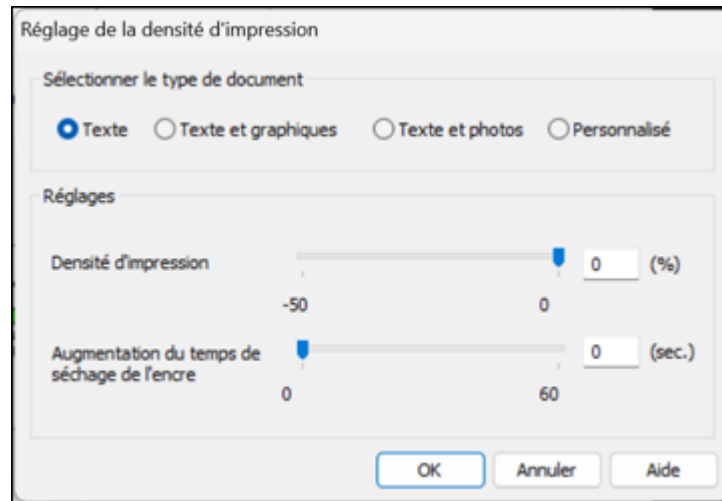 Réglage de la densité d'impression
Sélectionner le type de document
Texte Texte et graphiques Texte et photos Personnalisé
Réglages
Densité d'impression 0 (%)
-50 0
Augmentation du temps de
séchage de l'encre 0 (sec.)
0 60
OK Annuler Aide